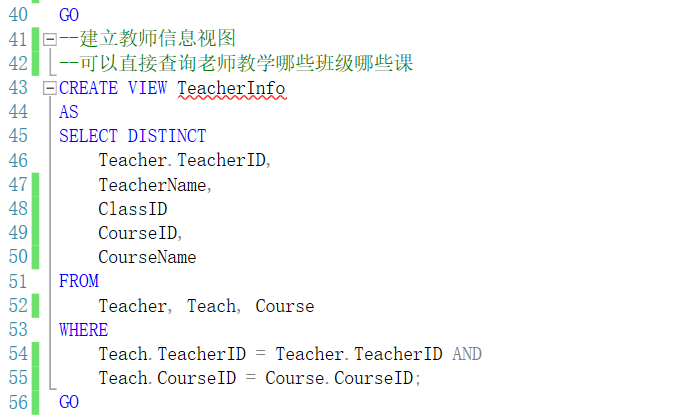 40 GO
41 --建立教师信息视图
42 --可以直接查询老师教学哪些班级哪些课
43 CREATE VIEW TeacherInfo
44 AS
45 SELECT DISTINCT
46 Teacher.TeacherID,
47 TeacherName,
48 ClassID
49 CourseID,
50 CourseName
51 FROM
52 Teacher, Teach, Course
53 WHERE
54 Teach.TeacherID = Teacher.TeacherID AND
55 Teach.CourseID = Course.CourseID;
56 GO